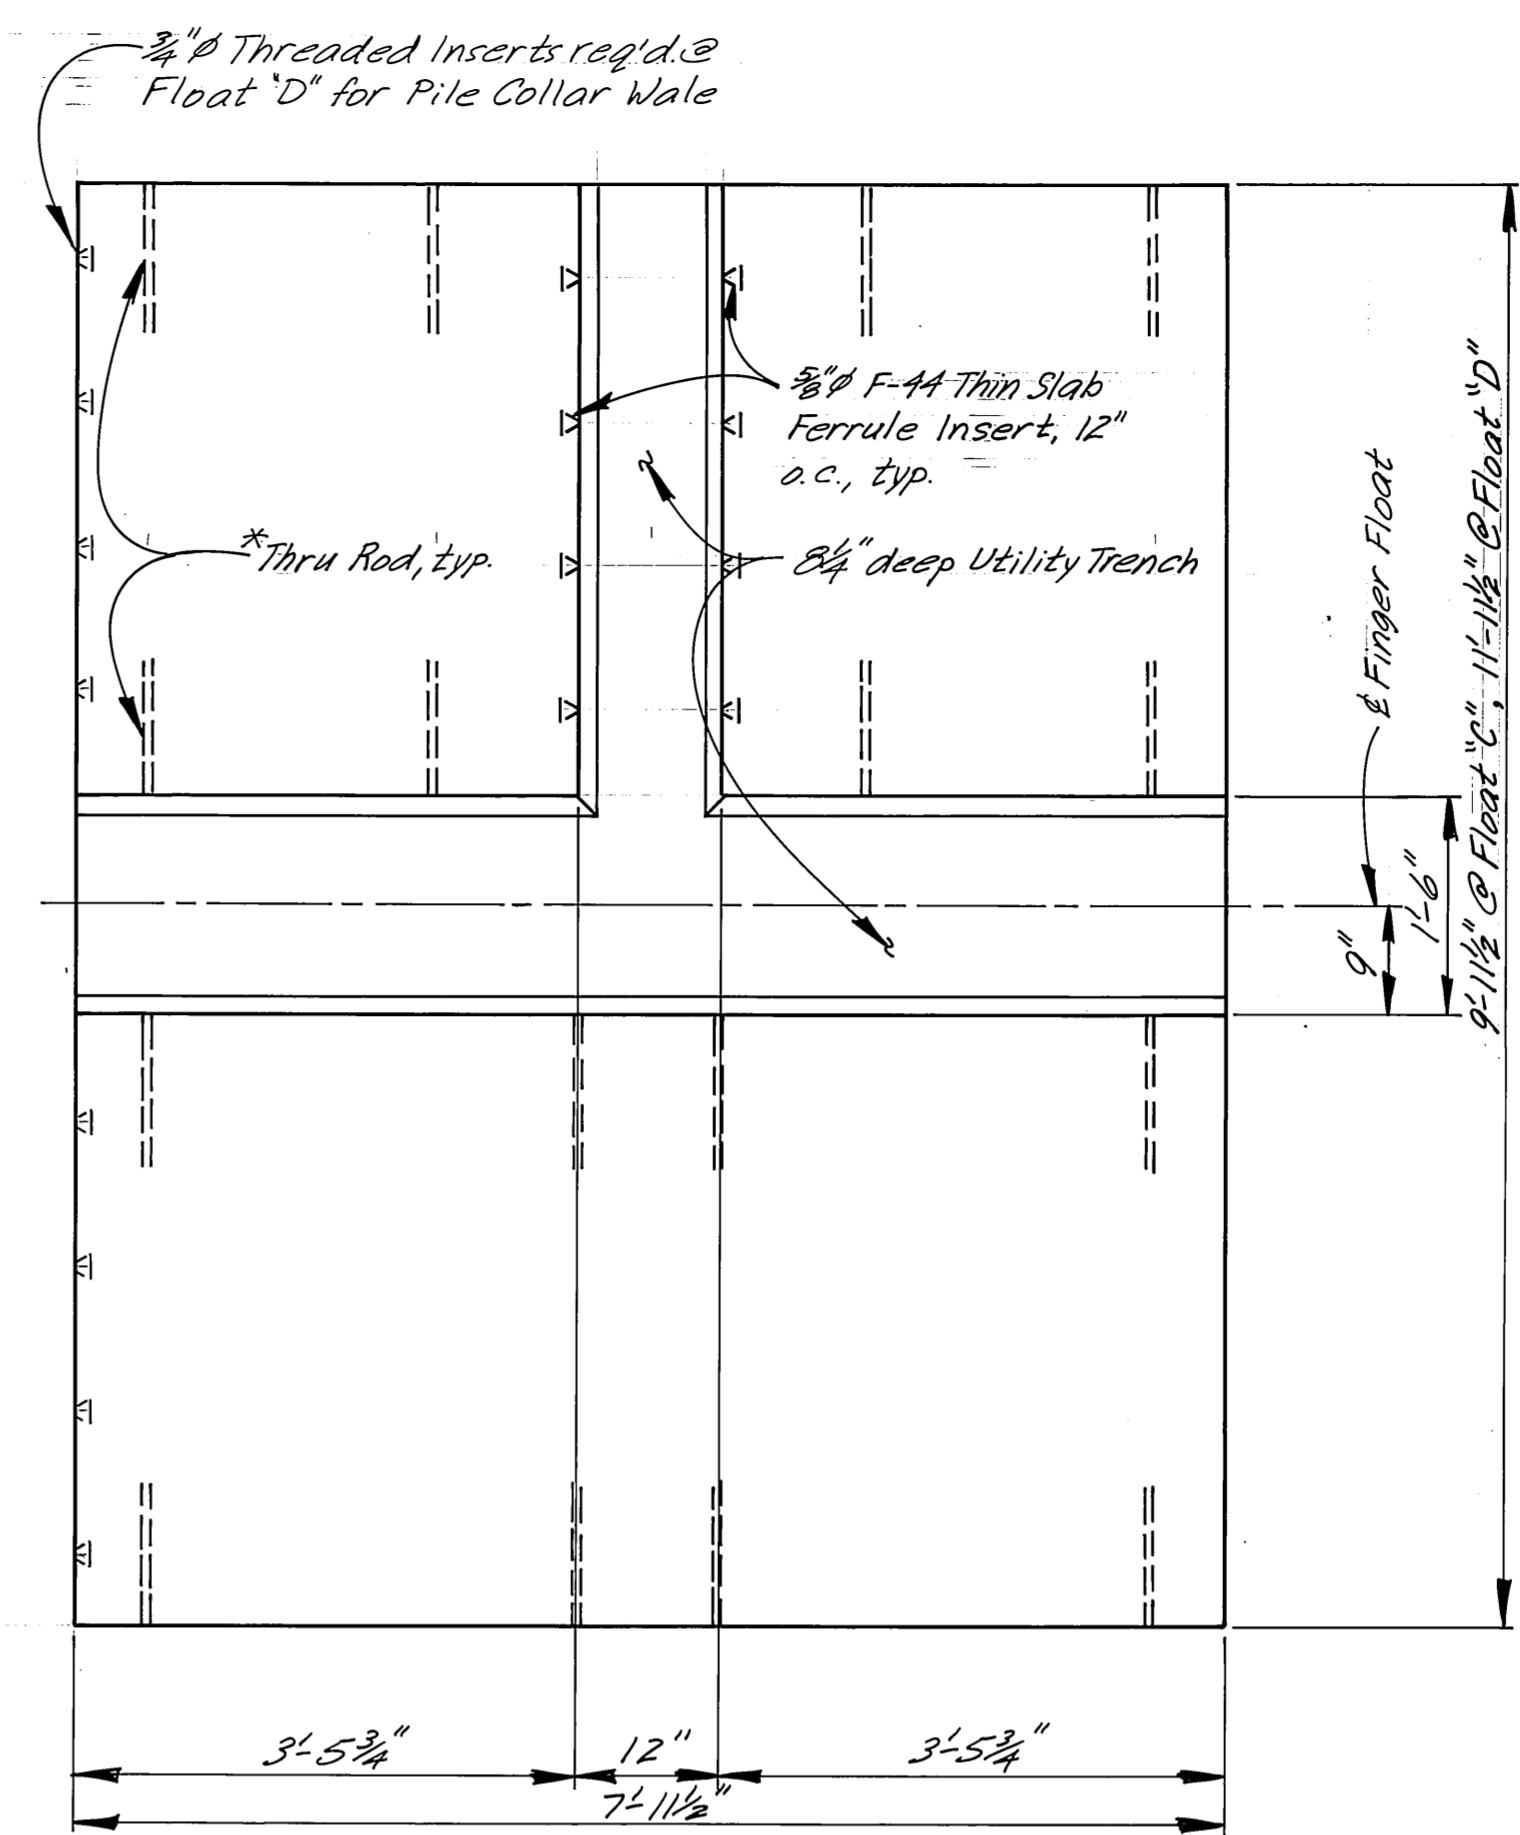 3/4"Ø Threaded Inserts req'd.@
Float "D" for Pile Collar Wale
5/8"Ø F-44 Thin Slab
Ferrule Insert, 12"
o.c., typ.
*Thru Rod, typ.
8 1/4" deep Utility Trench
℄ Finger Float
9'-11 1/2" @ Float "C", 11'-11 1/2" @ Float "D"
1'-6"
9"
3'-5 3/4"
12"
3'-5 3/4"
7'-11 1/2"